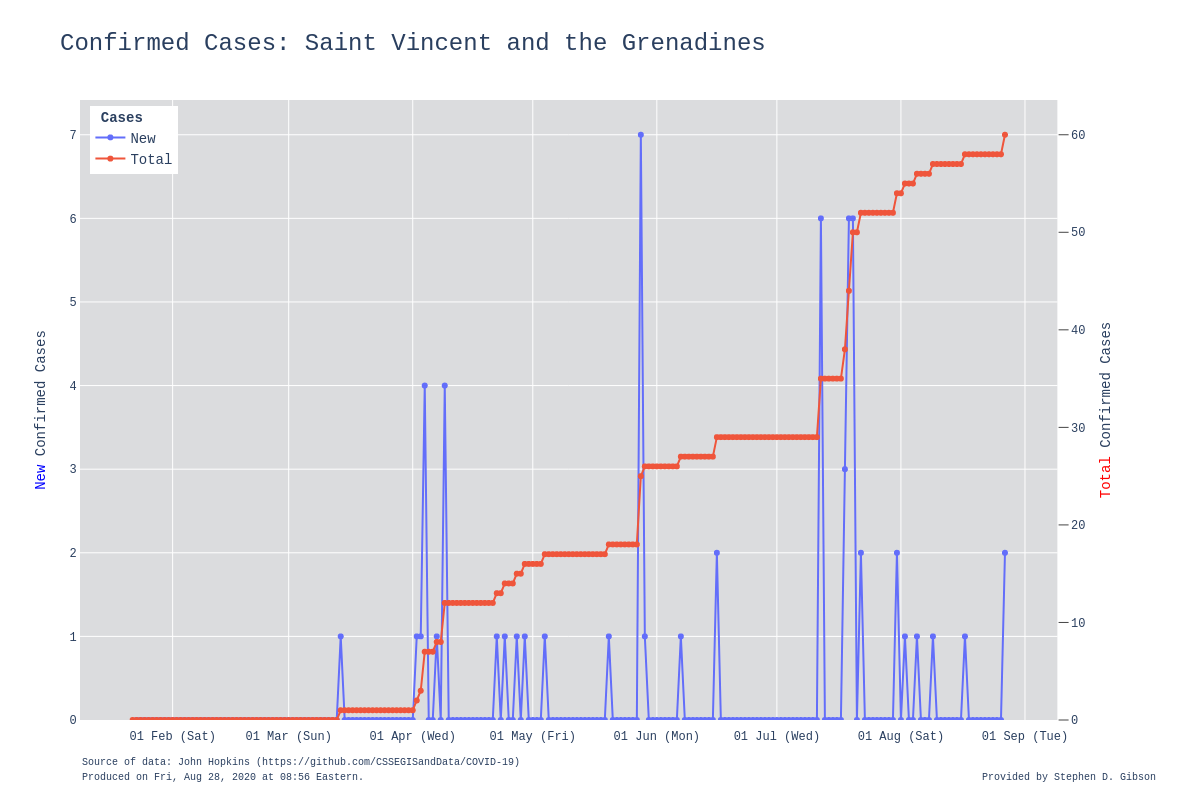 Confirmed Cases: Saint Vincent and the Grenadines
Cases
New
Total
7
6
5
4
3
2
1
0
New Confirmed Cases
60
50
40
30
20
10
0
Total Confirmed Cases
01 Feb (Sat) 01 Mar (Sun) 01 Apr (Wed) 01 May (Fri) 01 Jun (Mon) 01 Jul (Wed) 01 Aug (Sat) 01 Sep (Tue)
Source of data: John Hopkins (https://github.com/CSSEGISandData/COVID-19)
Produced on Fri, Aug 28, 2020 at 08:56 Eastern.
Provided by Stephen D. Gibson